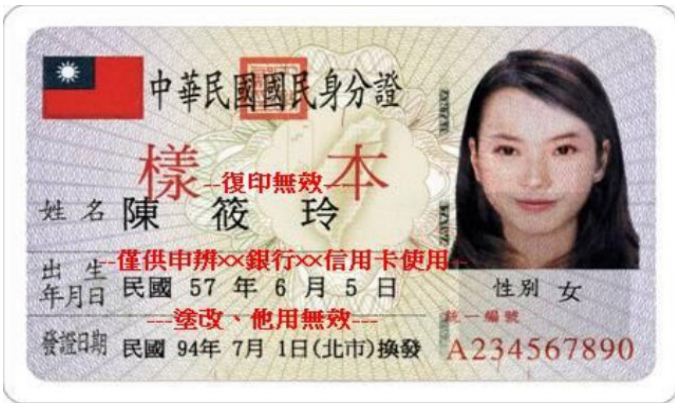 中華民國國民身分證
樣本
--復印無效--
姓名 陳筱玲
--僅供申辨××銀行××信用卡使用--
出生年月日 民國 57 年 6 月 5 日
性別 女
---塗改、他用無效---
統一編號
發證日期 民國 94年 7月 1日(北市)換發
A234567890